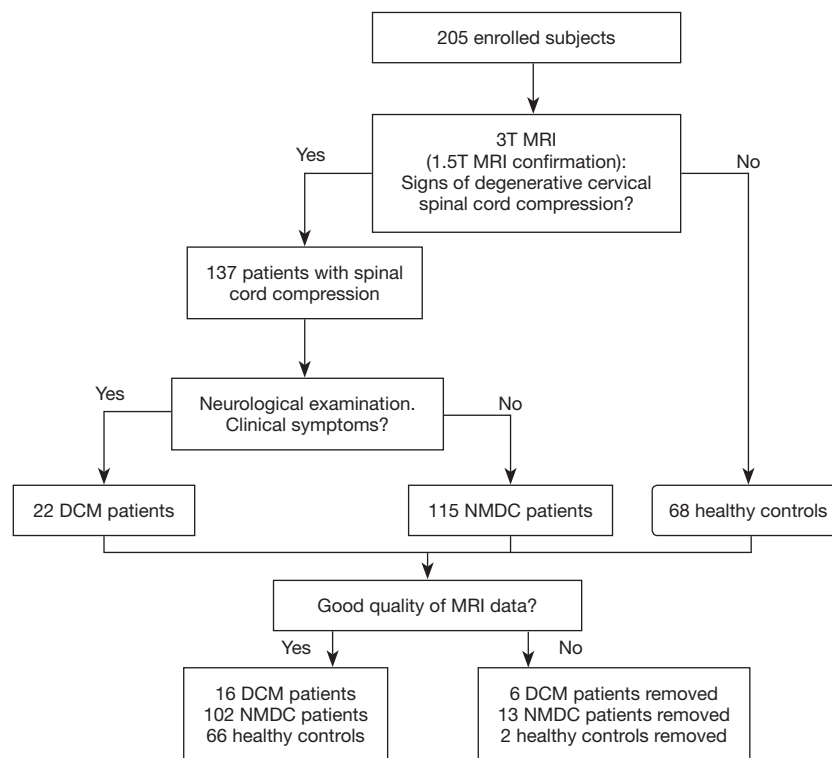 205 enrolled subjects
3T MRI
(1.5T MRI confirmation):
Signs of degenerative cervical
spinal cord compression?
Yes
No
137 patients with spinal
cord compression
Neurological examination.
Clinical symptoms?
Yes
No
22 DCM patients
115 NMDC patients
68 healthy controls
Good quality of MRI data?
Yes
No
16 DCM patients
102 NMDC patients
66 healthy controls
6 DCM patients removed
13 NMDC patients removed
2 healthy controls removed